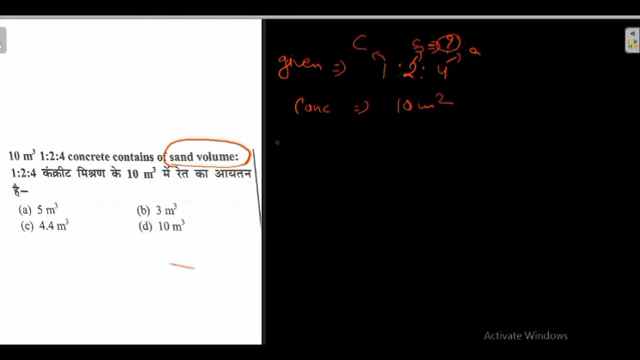 10 m³ 1:2:4 concrete contains of sand volume:
1:2:4 कंक्रीट मिश्रण के 10 m³ में रेत का आयतन
है–
(a) 5 m³ (b) 3 m³
(c) 4.4 m³ (d) 10 m³
C S ⇒ ?
given ⇒ 1 : 2 : 4 a
Conc ⇒ 10 m²
Activate Windows